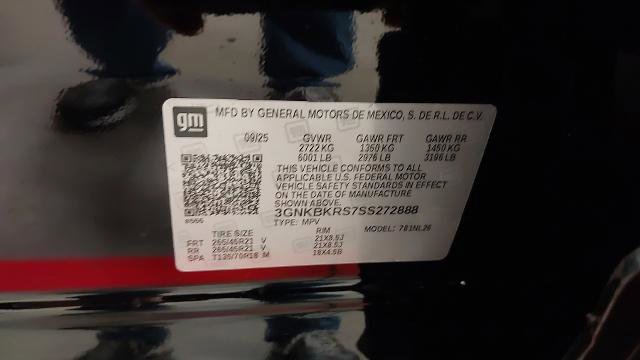 gm
MFD BY GENERAL MOTORS DE MEXICO, S. DE R.L. DE C.V.
09/25 GVWR GAWR FRT GAWR RR
2722 KG 1350 KG 1450 KG
6001 LB 2976 LB 3196 LB
THIS VEHICLE CONFORMS TO ALL
APPLICABLE U.S. FEDERAL MOTOR
VEHICLE SAFETY STANDARDS IN EFFECT
ON THE DATE OF MANUFACTURE
SHOWN ABOVE.
3GNKBKRS7SS272888
TYPE: MPV MODEL: 781NL26
TIRE SIZE RIM
FRT 265/45R21 V 21X8.5J
RR 265/45R21 V 21X8.5J
SPA T135/70R18 M 18X4.5B